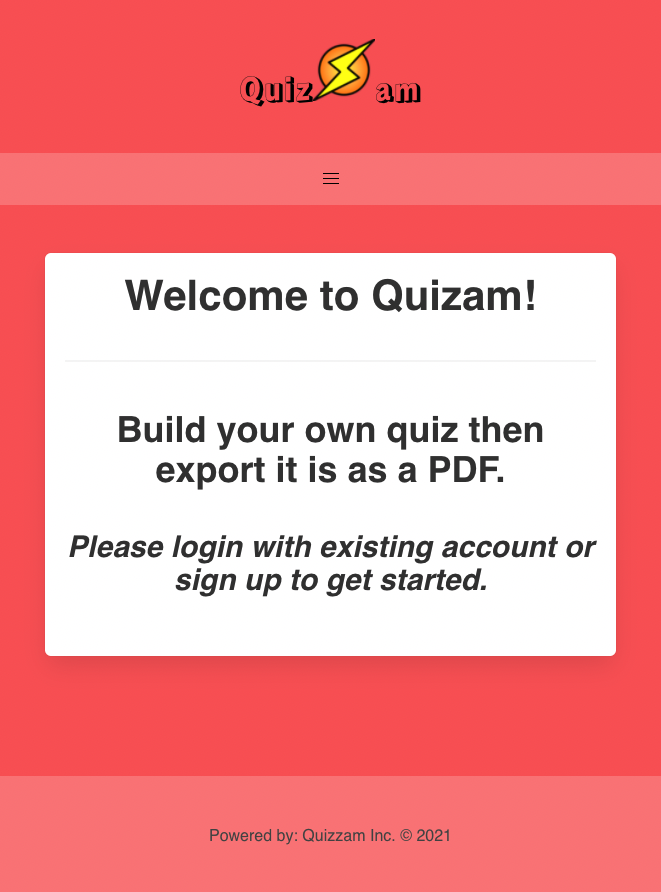 Quiz am
Welcome to Quizam!
Build your own quiz then
export it is as a PDF.
Please login with existing account or
sign up to get started.
Powered by: Quizzam Inc. © 2021